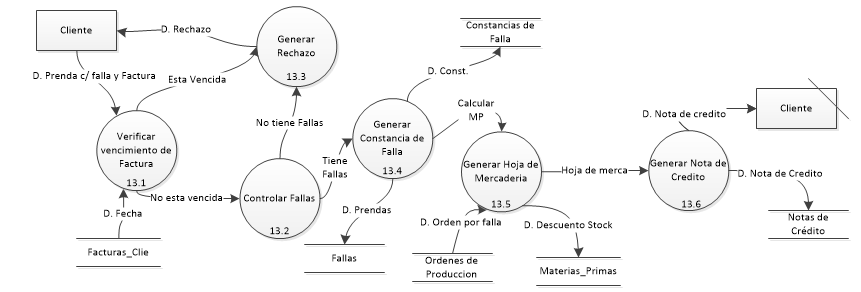 Constancias de
Falla
Cliente
D. Rechazo
Generar
Rechazo
13.3
D. Prenda c/ falla y Factura
Esta Vencida
D. Const.
Calcular
MP
D. Nota de credito
Cliente
Verificar
vencimiento de
Factura
13.1
No tiene Fallas
Generar
Constancia de
Falla
13.4
Tiene
Fallas
Generar Hoja de
Mercaderia
13.5
Hoja de merca
Generar Nota de
Credito
13.6
D. Nota de Credito
No esta vencida
Controlar Fallas
13.2
D. Fecha
D. Prendas
D. Orden por falla
D. Descuento Stock
Notas de
Crédito
Facturas_Clie
Fallas
Ordenes de
Produccion
Materias_Primas